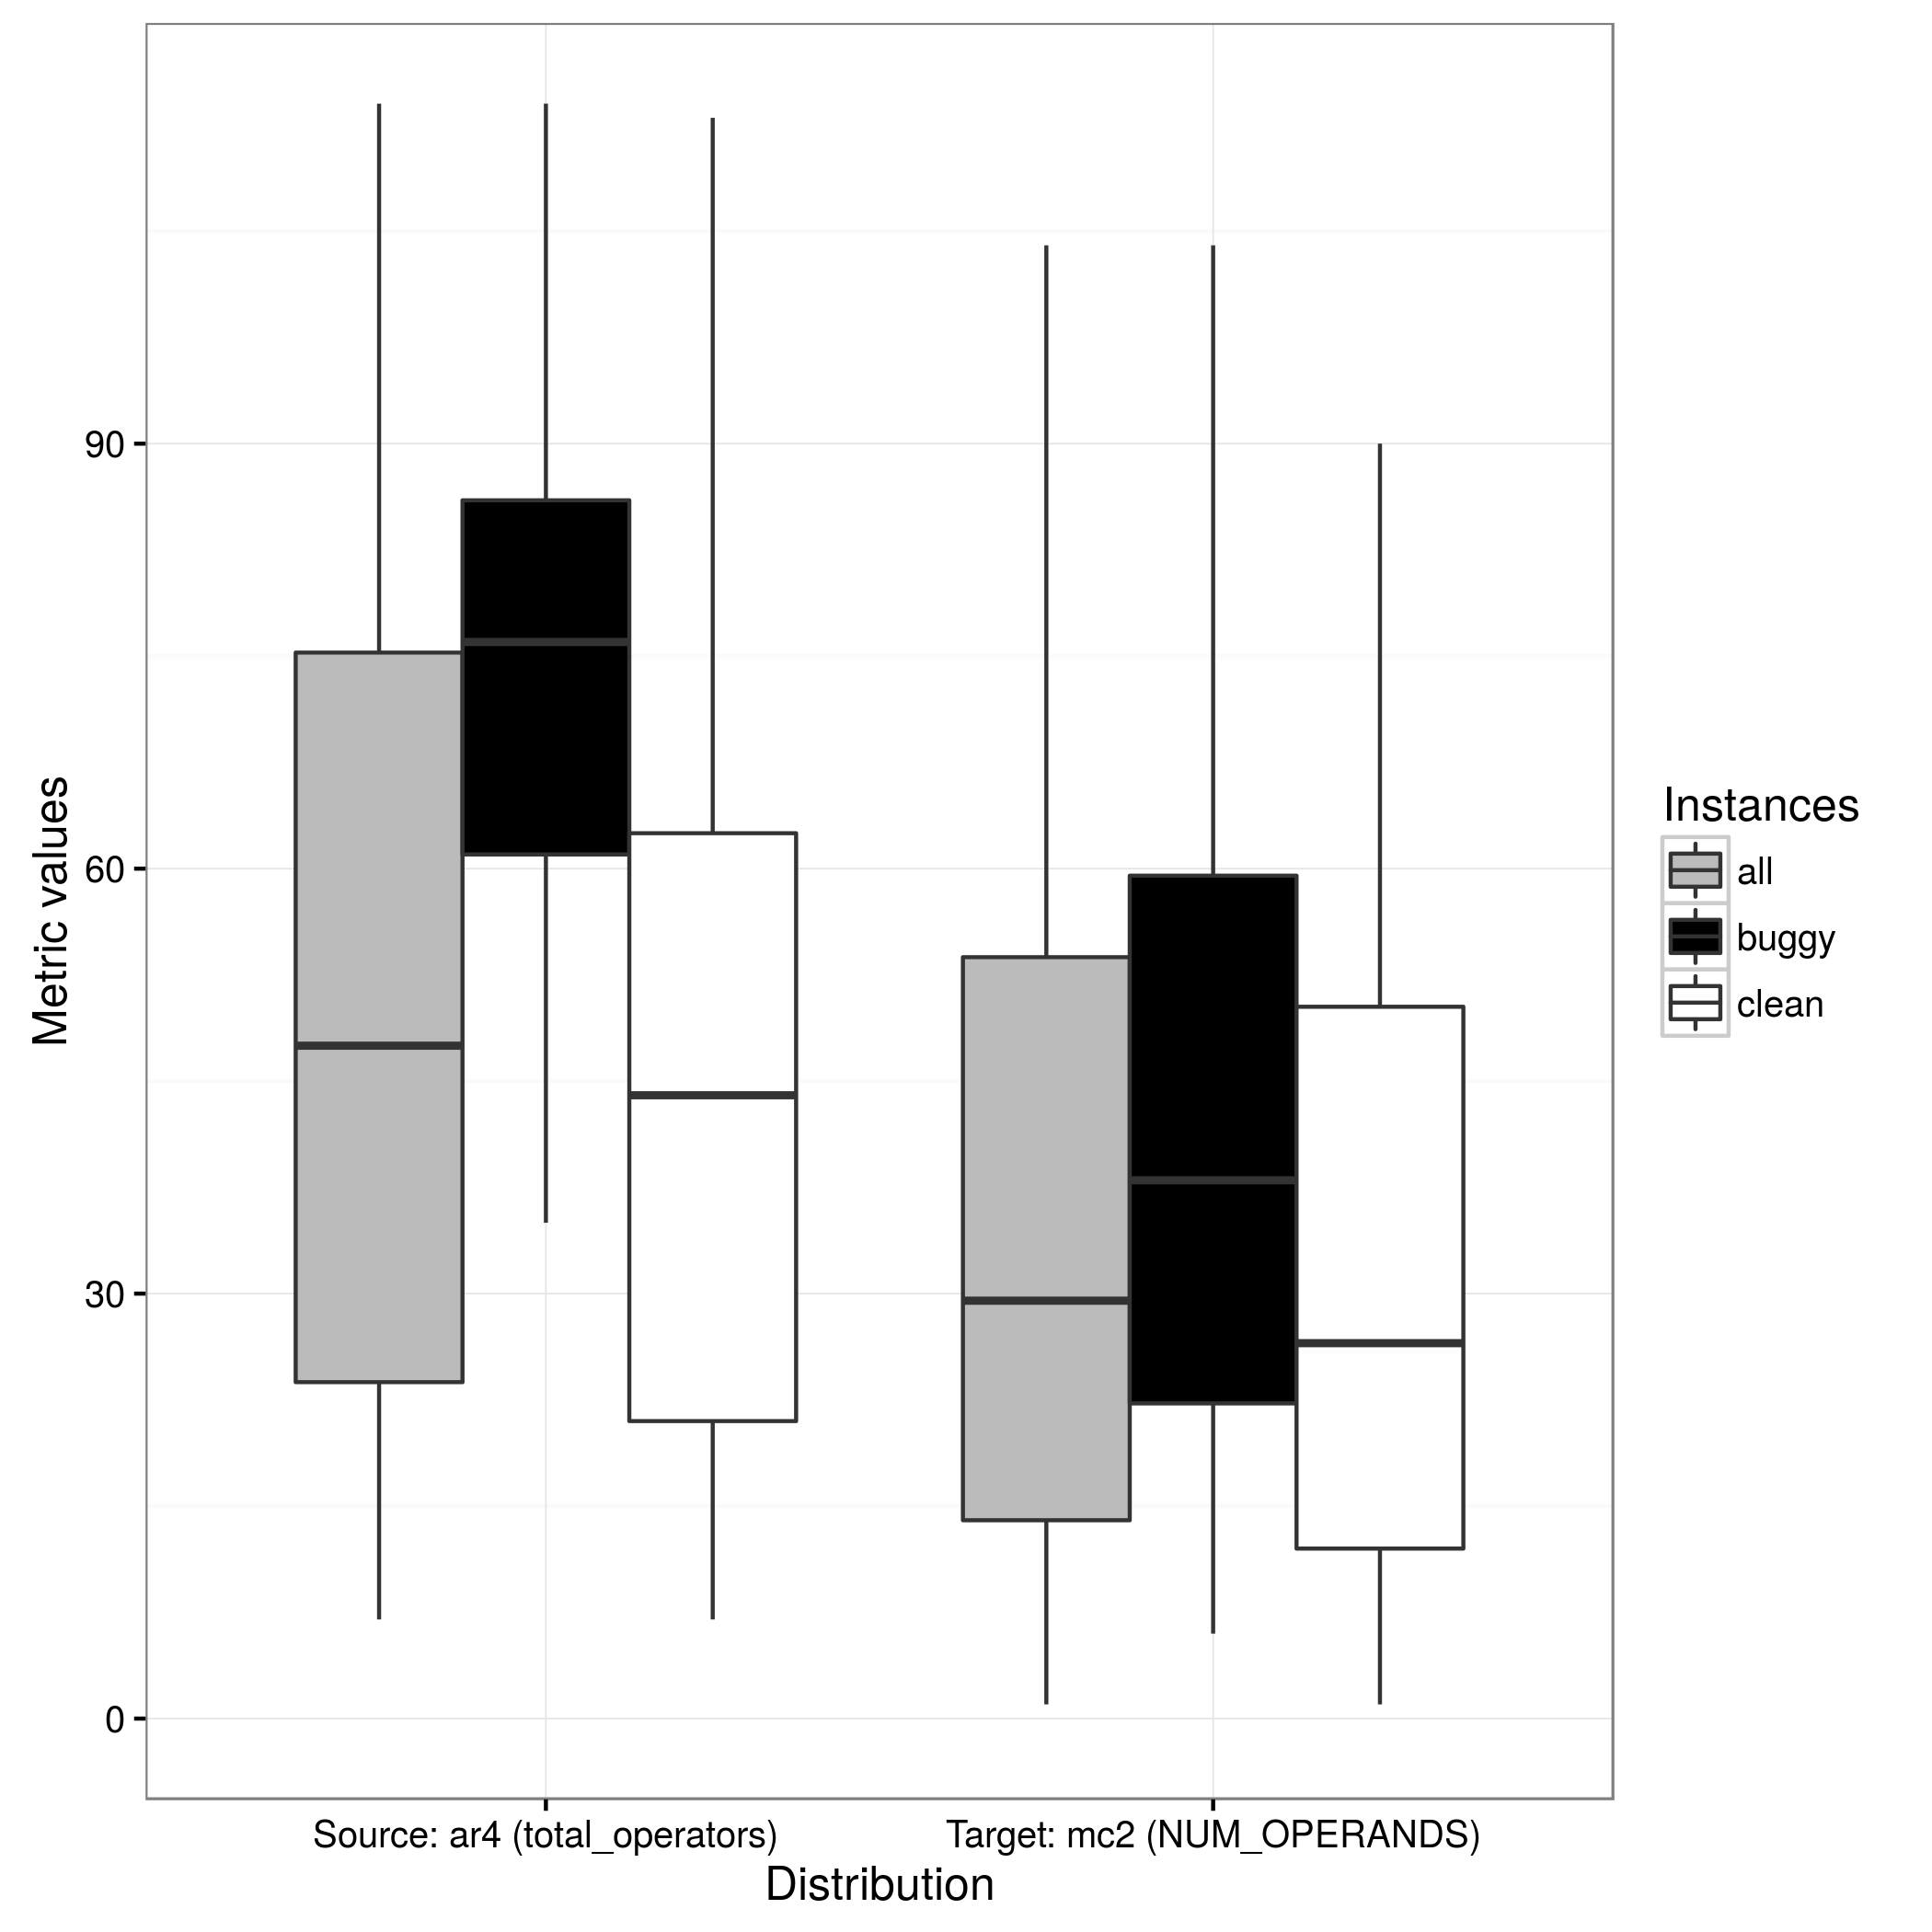 Metric values
90
60
30
0
Source: ar4 (total_operators)
Target: mc2 (NUM_OPERANDS)
Distribution
Instances
all
buggy
clean